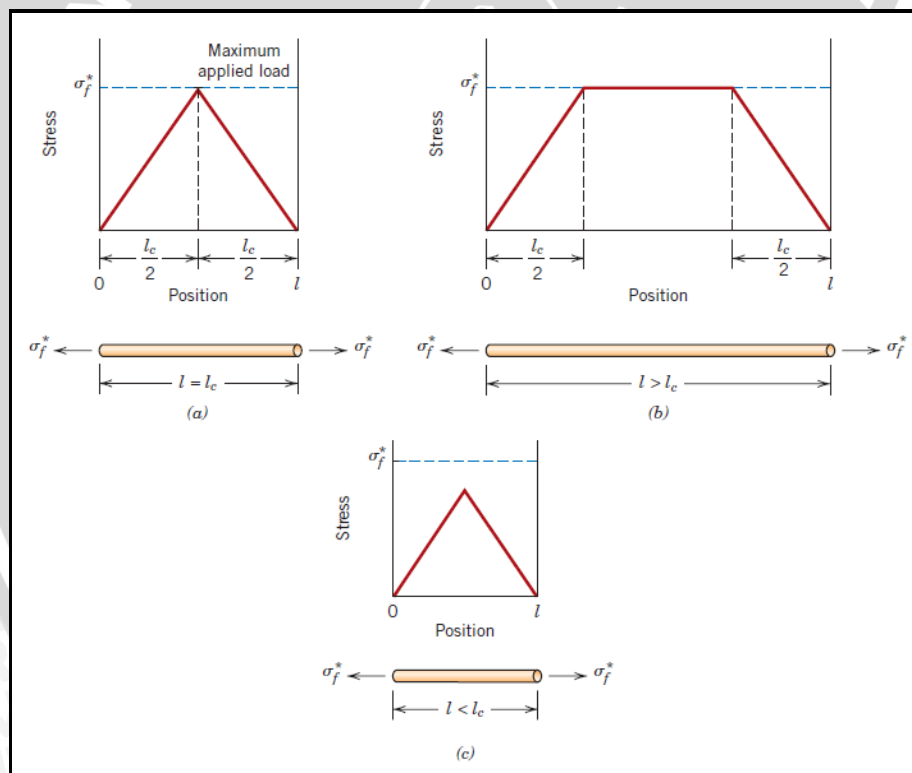 Maximum
applied load
σ*f
Stress
lc/2 lc/2
0 Position l
σ*f σ*f
l = lc
(a)
σ*f
Stress
lc/2 lc/2
0 Position l
σ*f σ*f
l > lc
(b)
σ*f
Stress
0 l
Position
σ*f σ*f
l < lc
(c)